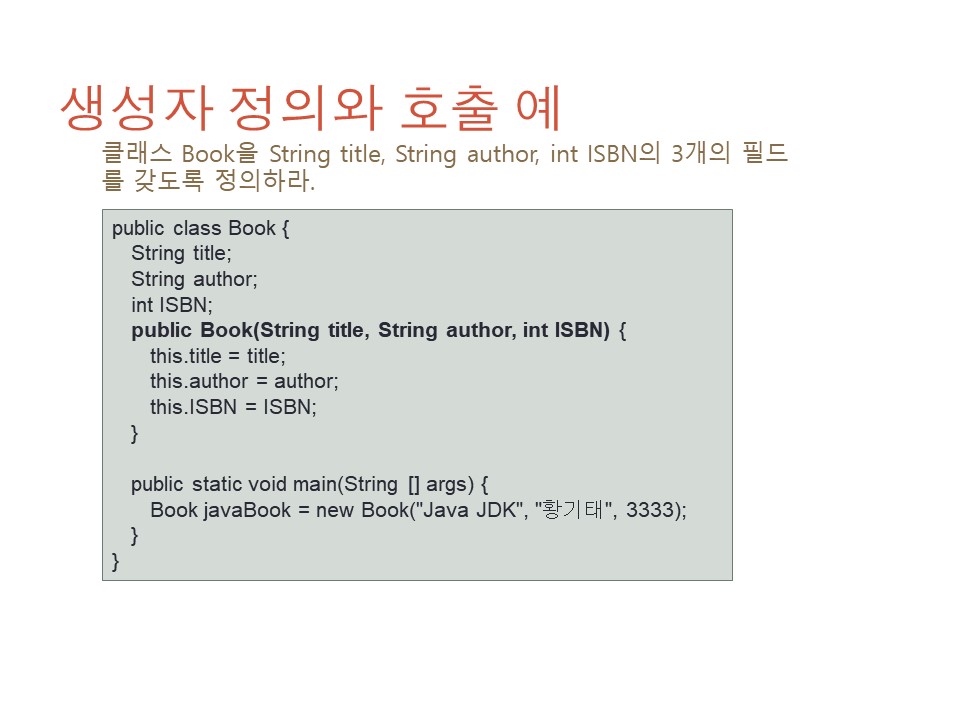 생성자 정의와 호출 예
클래스 Book을 String title, String author, int ISBN의 3개의 필드
를 갖도록 정의하라.
public class Book {
String title;
String author;
int ISBN;
public Book(String title, String author, int ISBN) {
this.title = title;
this.author = author;
this.ISBN = ISBN;
}
public static void main(String [] args) {
Book javaBook = new Book("Java JDK", "황기태", 3333);
}
}